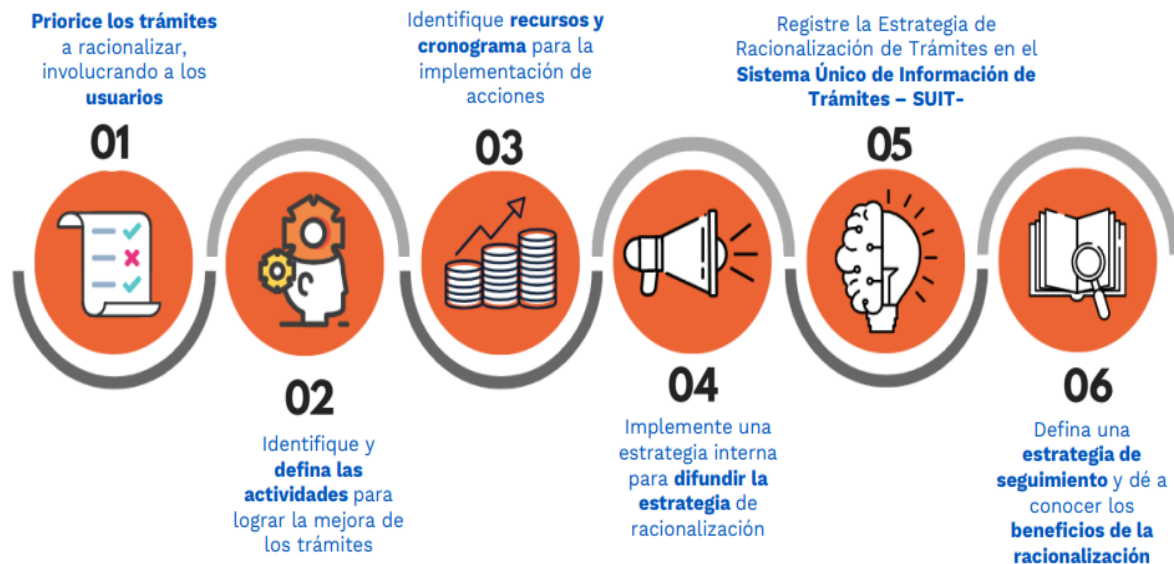 Priorice los trámites
a racionalizar,
involucrando a los
usuarios
01
02
Identifique y
defina las
actividades para
lograr la mejora de
los trámites
Identifique recursos y
cronograma para la
implementación de
acciones
03
04
Implemente una
estrategia interna
para difundir la
estrategia de
racionalización
Registre la Estrategia de
Racionalización de Trámites en el
Sistema Único de Información de
Trámites – SUIT-
05
06
Defina una
estrategia de
seguimiento y dé a
conocer los
beneficios de la
racionalización